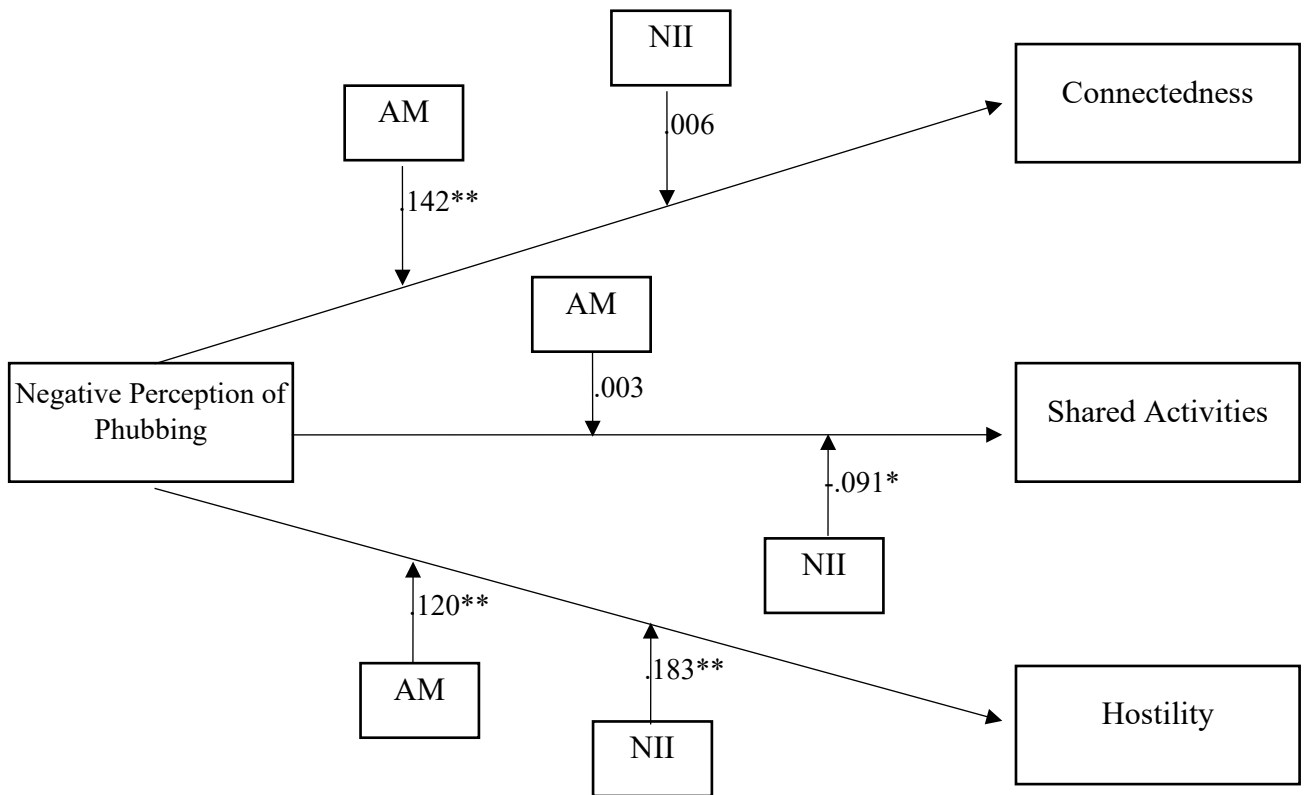 NII
Connectedness
AM
.006
.142**
AM
Negative Perception of
Phubbing
.003
Shared Activities
-.091*
NII
.120**
.183**
AM
NII
Hostility